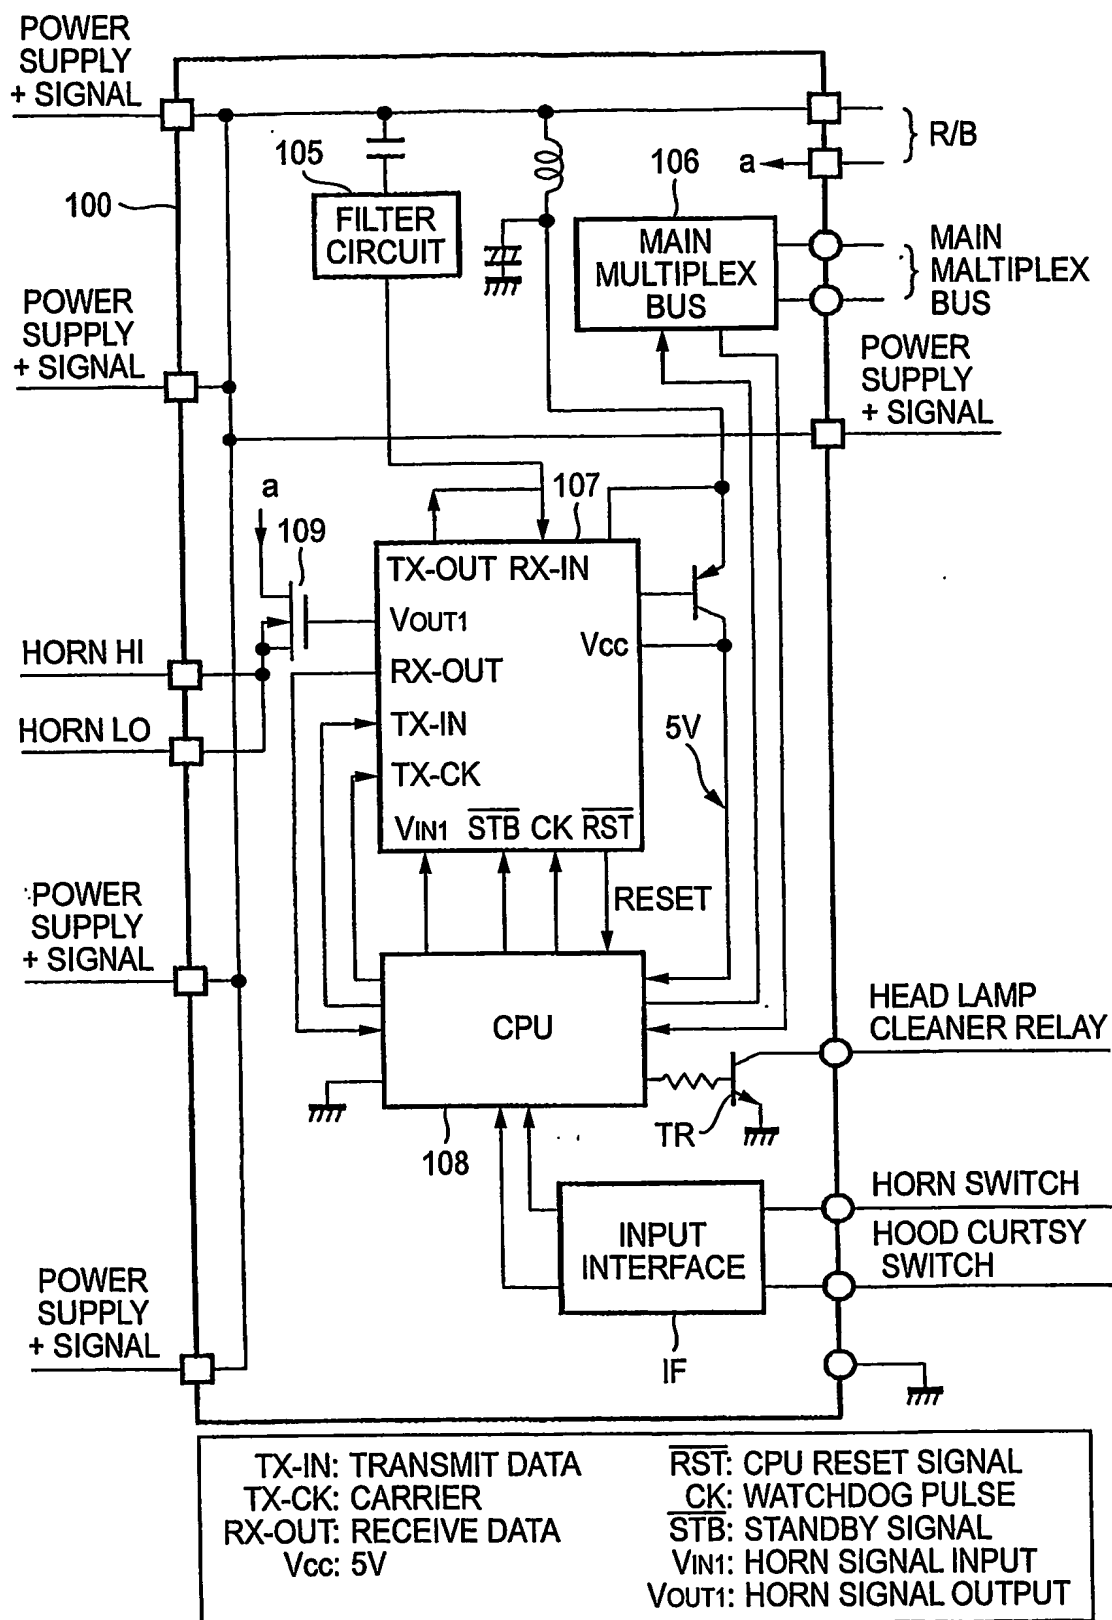 POWER
SUPPLY
+ SIGNAL
R/B
105
106
a
100
FILTER
CIRCUIT
MAIN
MULTIPLEX
BUS
MAIN
MALTIPLEX
BUS
POWER
SUPPLY
+ SIGNAL
POWER
SUPPLY
+ SIGNAL
a
109
107
TX-OUT RX-IN
VOUT1
Vcc
RX-OUT
TX-IN
TX-CK
VIN1 S̅T̅B̅ CK R̅S̅T̅
HORN HI
HORN LO
5V
RESET
POWER
SUPPLY
+ SIGNAL
CPU
HEAD LAMP
CLEANER RELAY
TR
108
HORN SWITCH
HOOD CURTSY
SWITCH
INPUT
INTERFACE
POWER
SUPPLY
+ SIGNAL
IF
TX-IN: TRANSMIT DATA
TX-CK: CARRIER
RX-OUT: RECEIVE DATA
Vcc: 5V
R̅S̅T̅: CPU RESET SIGNAL
CK: WATCHDOG PULSE
S̅T̅B̅: STANDBY SIGNAL
VIN1: HORN SIGNAL INPUT
VOUT1: HORN SIGNAL OUTPUT